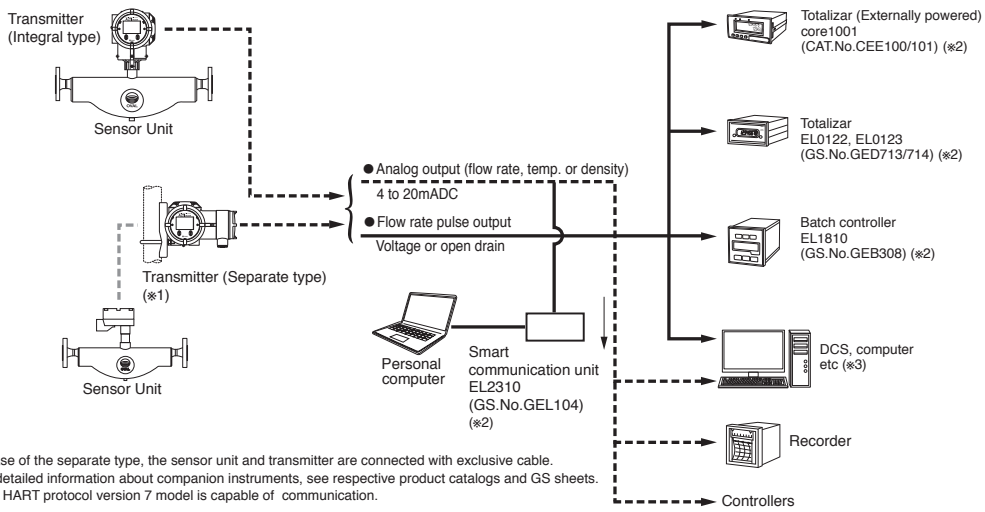 Transmitter
(Integral type)
Sensor Unit
Transmitter (Separate type)
(※1)
Sensor Unit
● Analog output (flow rate, temp. or density)
4 to 20mADC
● Flow rate pulse output
Voltage or open drain
Personal
computer
Smart
communication unit
EL2310
(GS.No.GEL104)
(※2)
Totalizar (Externally powered)
core1001
(CAT.No.CEE100/101) (※2)
Totalizar
EL0122, EL0123
(GS.No.GED713/714) (※2)
Batch controller
EL1810
(GS.No.GEB308) (※2)
DCS, computer
etc (※3)
Recorder
Controllers
of the separate type, the sensor unit and transmitter are connected with exclusive cable.
detailed information about companion instruments, see respective product catalogs and GS sheets.
HART protocol version 7 model is capable of communication.